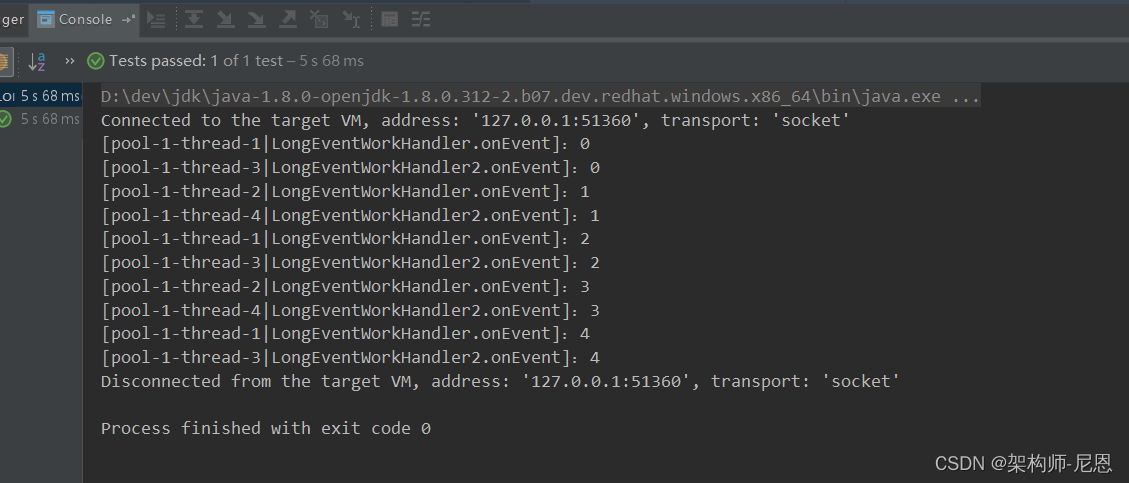 ger Console
Tests passed: 1 of 1 test – 5 s 68 ms
5 s 68 ms D:\dev\jdk\java-1.8.0-openjdk-1.8.0.312-2.b07.dev.redhat.windows.x86_64\bin\java.exe ...
5 s 68 ms Connected to the target VM, address: '127.0.0.1:51360', transport: 'socket'
[pool-1-thread-1|LongEventWorkHandler.onEvent]：0
[pool-1-thread-3|LongEventWorkHandler2.onEvent]：0
[pool-1-thread-2|LongEventWorkHandler.onEvent]：1
[pool-1-thread-4|LongEventWorkHandler2.onEvent]：1
[pool-1-thread-1|LongEventWorkHandler.onEvent]：2
[pool-1-thread-3|LongEventWorkHandler2.onEvent]：2
[pool-1-thread-2|LongEventWorkHandler.onEvent]：3
[pool-1-thread-4|LongEventWorkHandler2.onEvent]：3
[pool-1-thread-1|LongEventWorkHandler.onEvent]：4
[pool-1-thread-3|LongEventWorkHandler2.onEvent]：4
Disconnected from the target VM, address: '127.0.0.1:51360', transport: 'socket'
Process finished with exit code 0
CSDN @架构师-尼恩